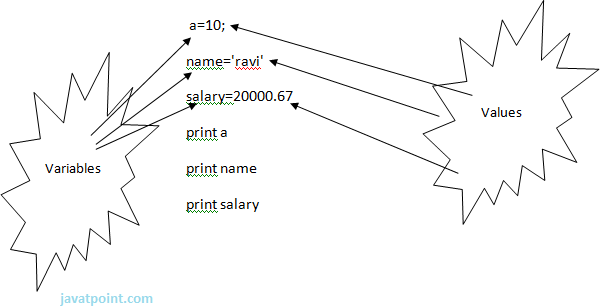 a=10;
name='ravi'
salary=20000.67
Values
print a
Variables
print name
print salary
javatpoint.com